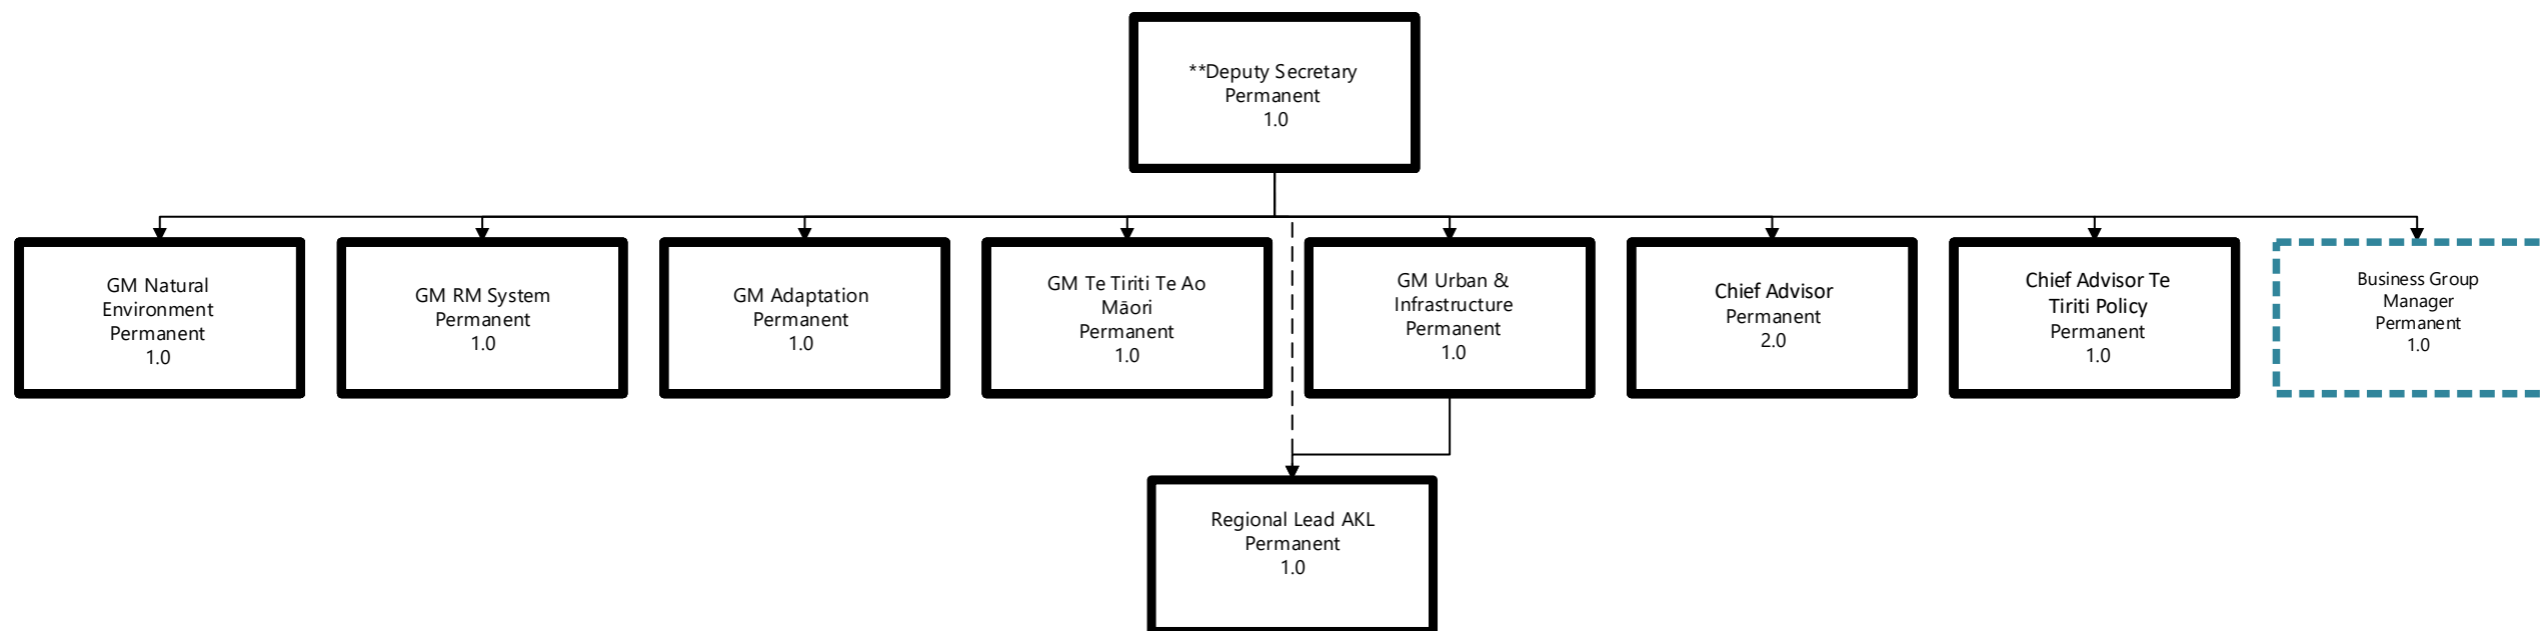 **Deputy Secretary
Permanent
1.0
GM Natural
Environment
Permanent
1.0
GM RM System
Permanent
1.0
GM Adaptation
Permanent
1.0
GM Te Tiriti Te Ao
Māori
Permanent
1.0
GM Urban &
Infrastructure
Permanent
1.0
Chief Advisor
Permanent
2.0
Chief Advisor Te
Tiriti Policy
Permanent
1.0
Business Group
Manager
Permanent
1.0
Regional Lead AKL
Permanent
1.0